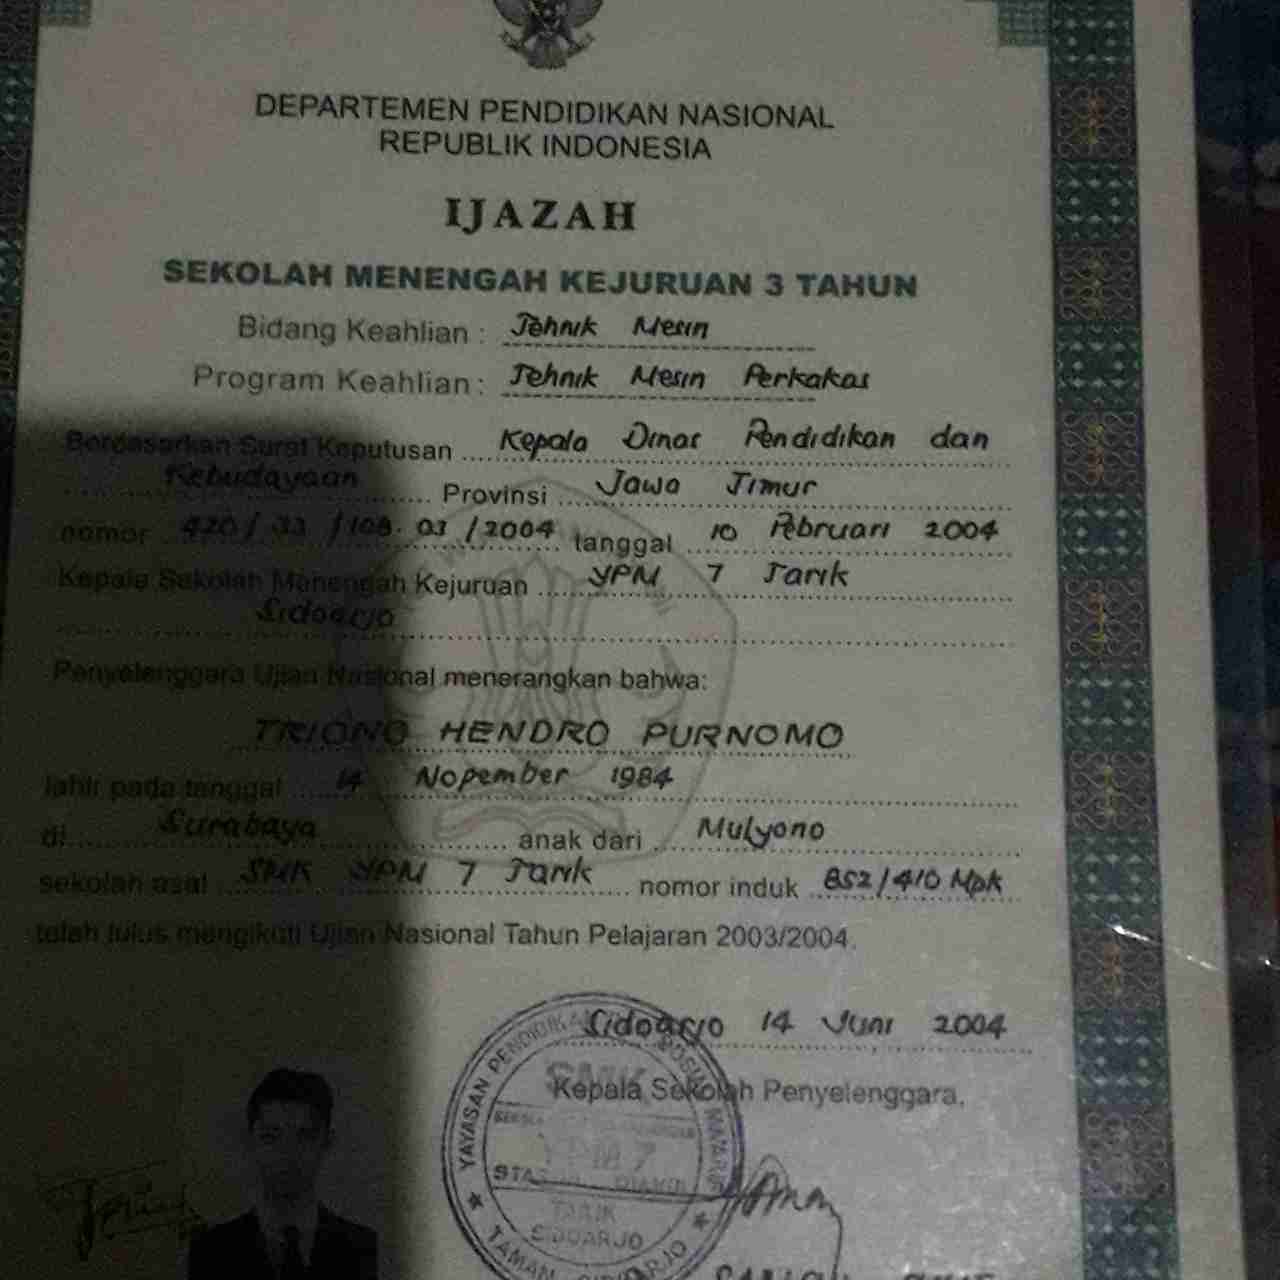 DEPARTEMEN PENDIDIKAN NASIONAL
REPUBLIK INDONESIA
IJAZAH
SEKOLAH MENENGAH KEJURUAN 3 TAHUN
Bidang Keahlian : Tehnik Mesin
Program Keahlian : Tehnik Mesin Perkakas
Berdasarkan Surat Keputusan Kepala Dinas Pendidikan dan
Kebudayaan Provinsi Jawa Timur
nomor 420/33/108.03/2004 tanggal 10 Pebruari 2004
Kepala Sekolah Menengah Kejuruan YPM 7 Tarik
Sidoarjo
Penyelenggara Ujian Nasional menerangkan bahwa:
TRIONO HENDRO PURNOMO
lahir pada tanggal 14 Nopember 1984
di Surabaya anak dari Mulyono
sekolah asal SMK YPM 7 Tarik nomor induk 852/410 Mpk
telah lulus mengikuti Ujian Nasional Tahun Pelajaran 2003/2004.
Sidoarjo 14 Juni 2004
Kepala Sekolah Penyelenggara,
YAYASAN PENDIDIKAN
SMK
YPM 7
TARIK
SIDOARJO
TAMAN SIDOARJO